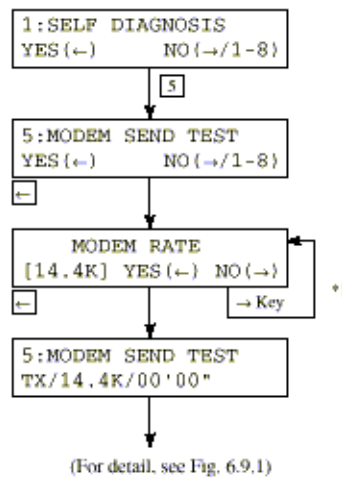 1:SELF DIAGNOSIS
YES(←) NO(→/1-8)
5
5:MODEM SEND TEST
YES(←) NO(→/1-8)
←
MODEM RATE
[14.4K] YES(←) NO(→)
← → Key *
5:MODEM SEND TEST
TX/14.4K/00'00"
(For detail, see Fig. 6.9.1)